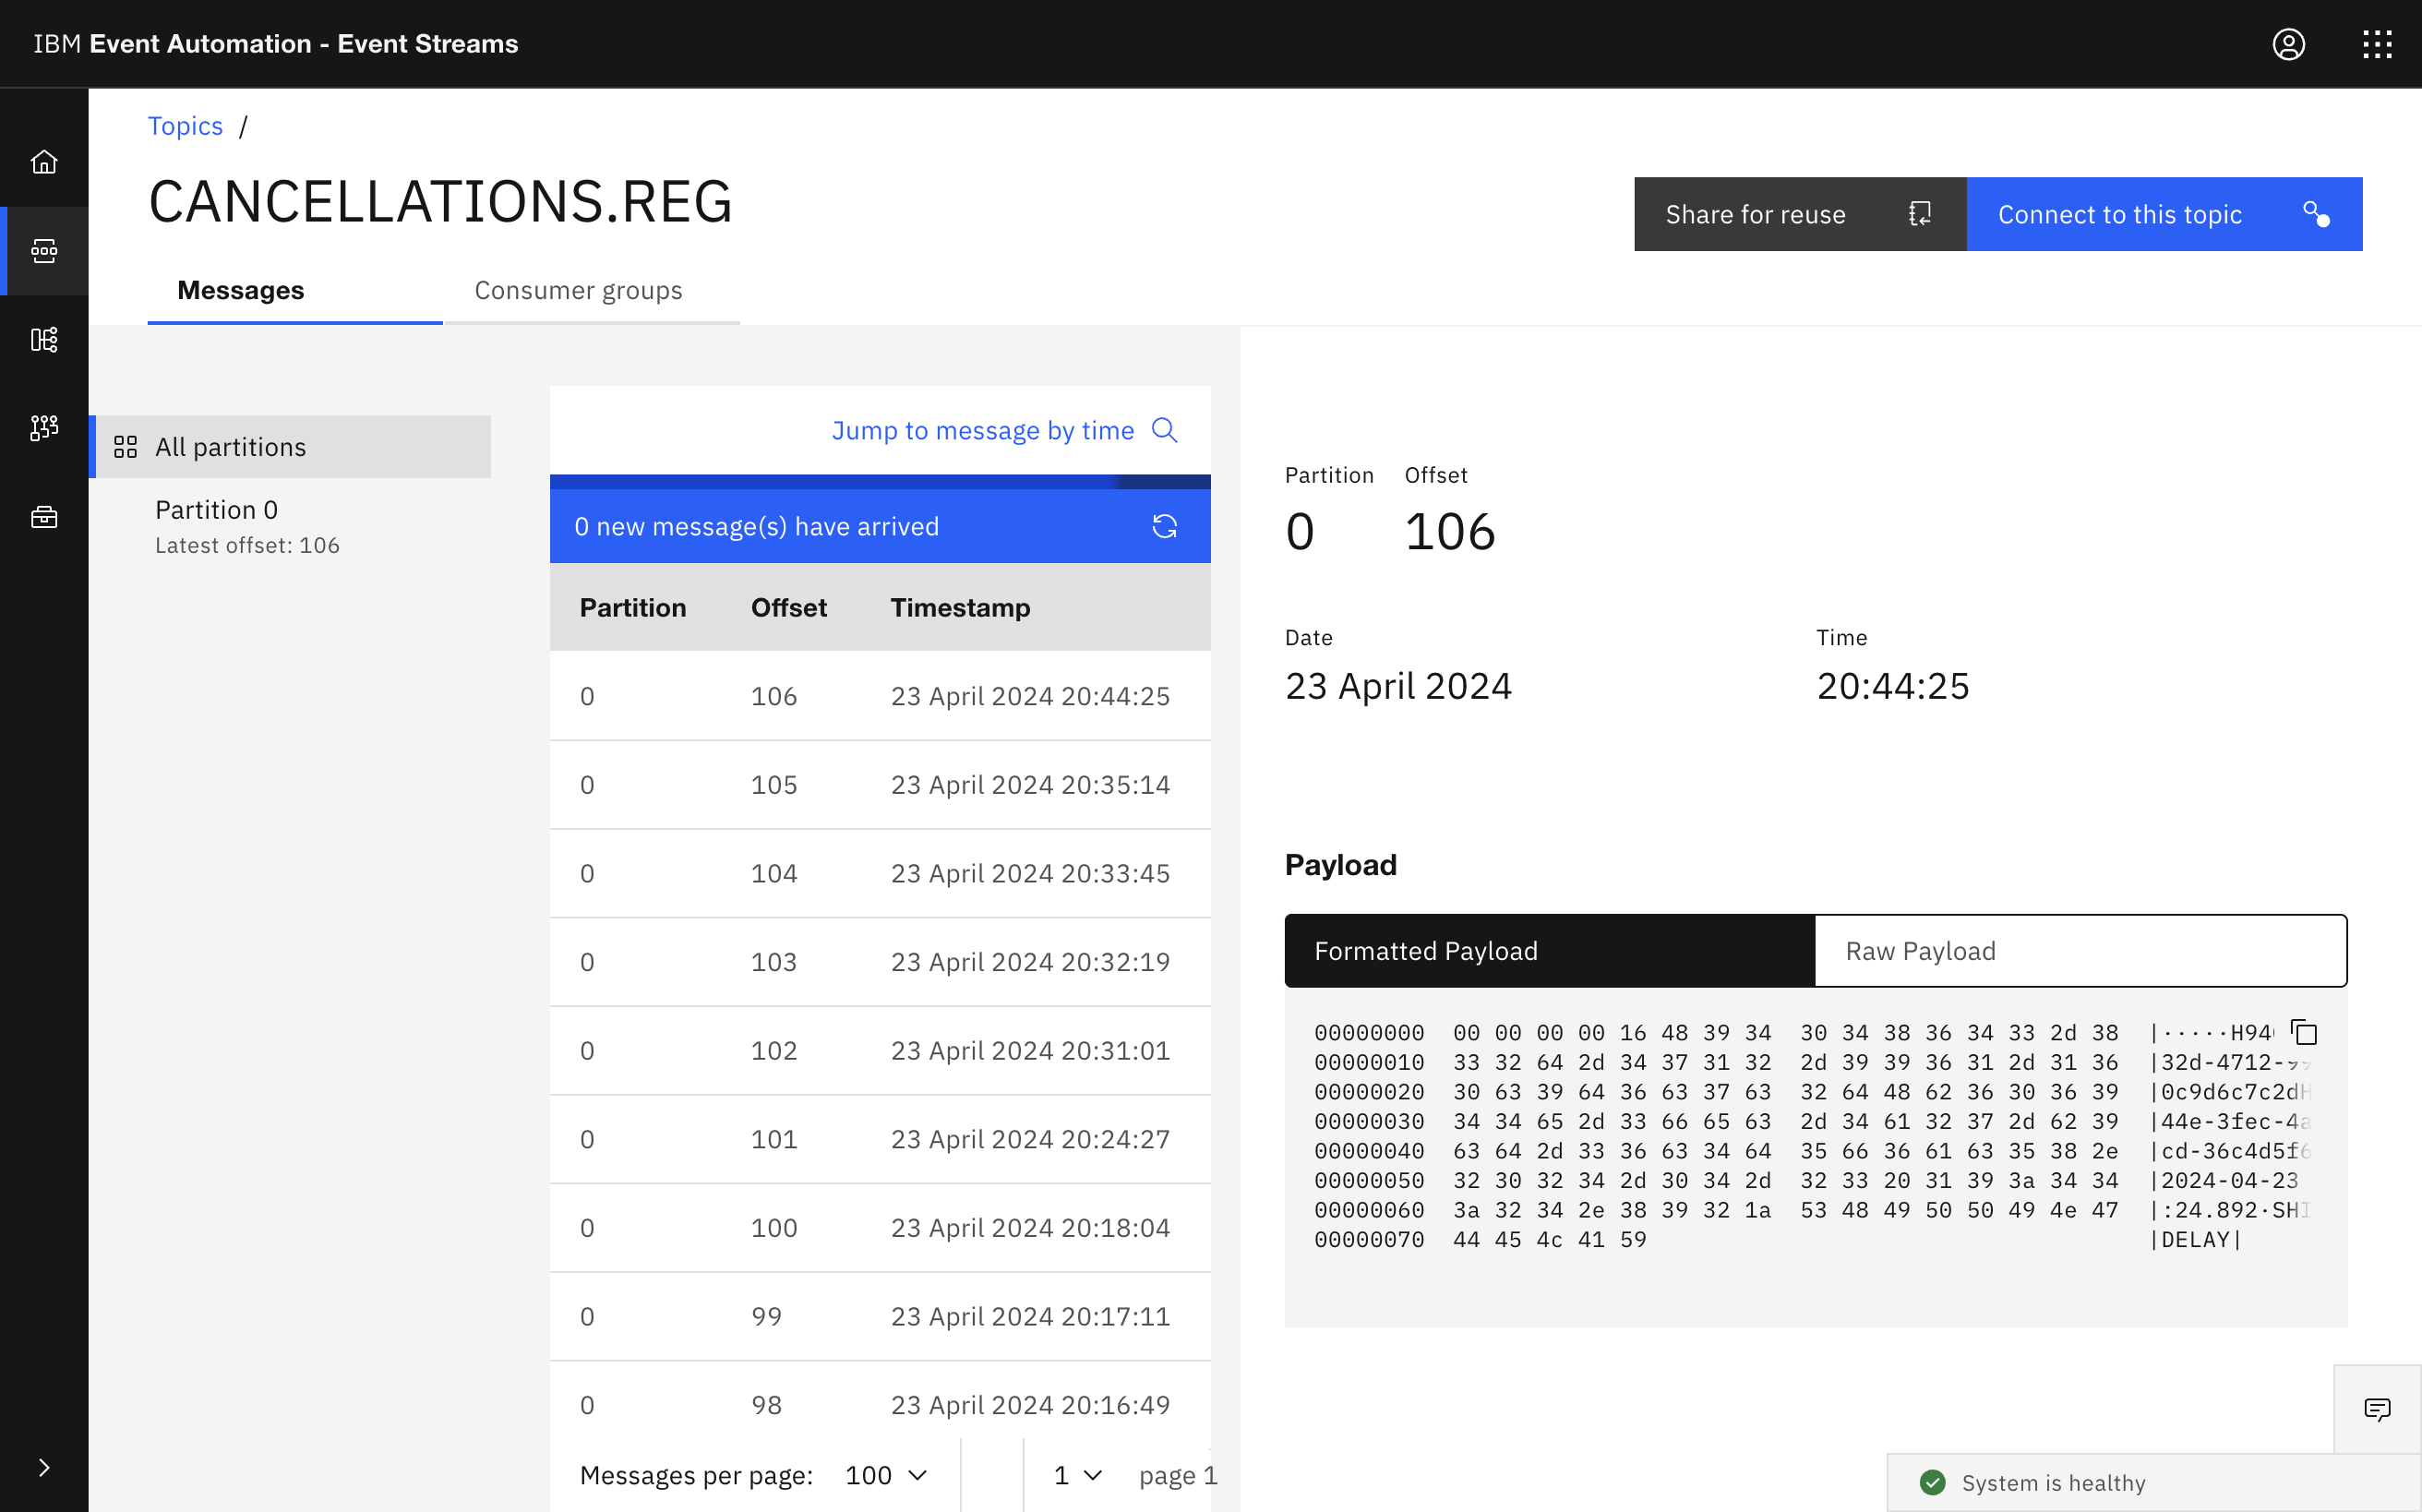 IBM Event Automation - Event Streams
Topics /
CANCELLATIONS.REG
Share for reuse
Connect to this topic
Messages
Consumer groups
All partitions
Partition 0
Latest offset: 106
Jump to message by time
0 new message(s) have arrived
Partition Offset Timestamp
0 106 23 April 2024 20:44:25
0 105 23 April 2024 20:35:14
0 104 23 April 2024 20:33:45
0 103 23 April 2024 20:32:19
0 102 23 April 2024 20:31:01
0 101 23 April 2024 20:24:27
0 100 23 April 2024 20:18:04
0 99 23 April 2024 20:17:11
0 98 23 April 2024 20:16:49
Messages per page: 100
1
page 1
Partition Offset
0 106
Date Time
23 April 2024 20:44:25
Payload
Formatted Payload
Raw Payload
00000000 00 00 00 00 16 48 39 34 30 34 38 36 34 33 2d 38 |·····H94
00000010 33 32 64 2d 34 37 31 32 2d 39 39 36 31 2d 31 36 |32d-4712-99
00000020 30 63 39 64 36 63 37 63 32 64 48 62 36 30 36 39 |0c9d6c7c2dH
00000030 34 34 65 2d 33 66 65 63 2d 34 61 32 37 2d 62 39 |44e-3fec-4a
00000040 63 64 2d 33 36 63 34 64 35 66 36 61 63 35 38 2e |cd-36c4d5f6
00000050 32 30 32 34 2d 30 34 2d 32 33 20 31 39 3a 34 34 |2024-04-23
00000060 3a 32 34 2e 38 39 32 1a 53 48 49 50 50 49 4e 47 |:24.892·SHI
00000070 44 45 4c 41 59 |DELAY|
System is healthy